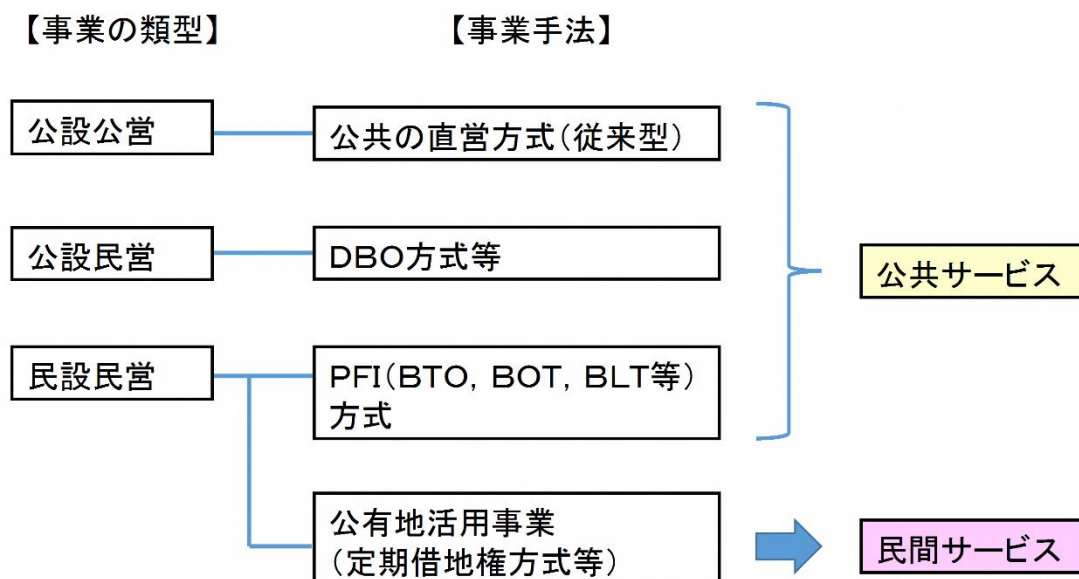 【事業の類型】
【事業手法】
公設公営
公共の直営方式(従来型)
公設民営
DBO方式等
公共サービス
民設民営
PFI(BTO, BOT, BLT等)
方式
公有地活用事業
(定期借地権方式等)
民間サービス